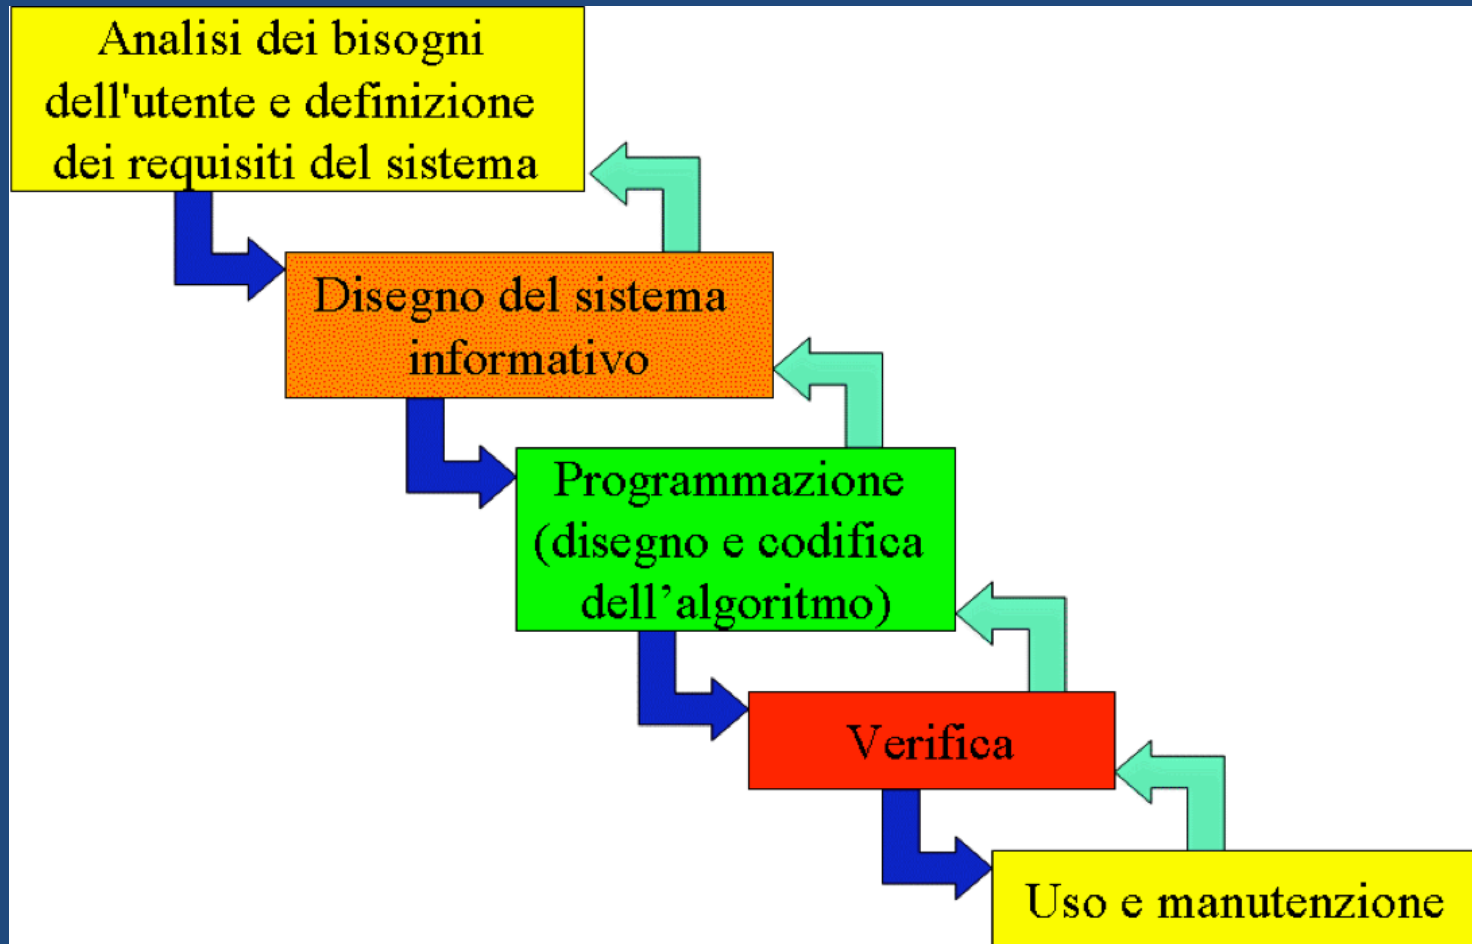 Analisi dei bisogni
dell'utente e definizione
dei requisiti del sistema
Disegno del sistema
informativo
Programmazione
(disegno e codifica
dell’algoritmo)
Verifica
Uso e manutenzione